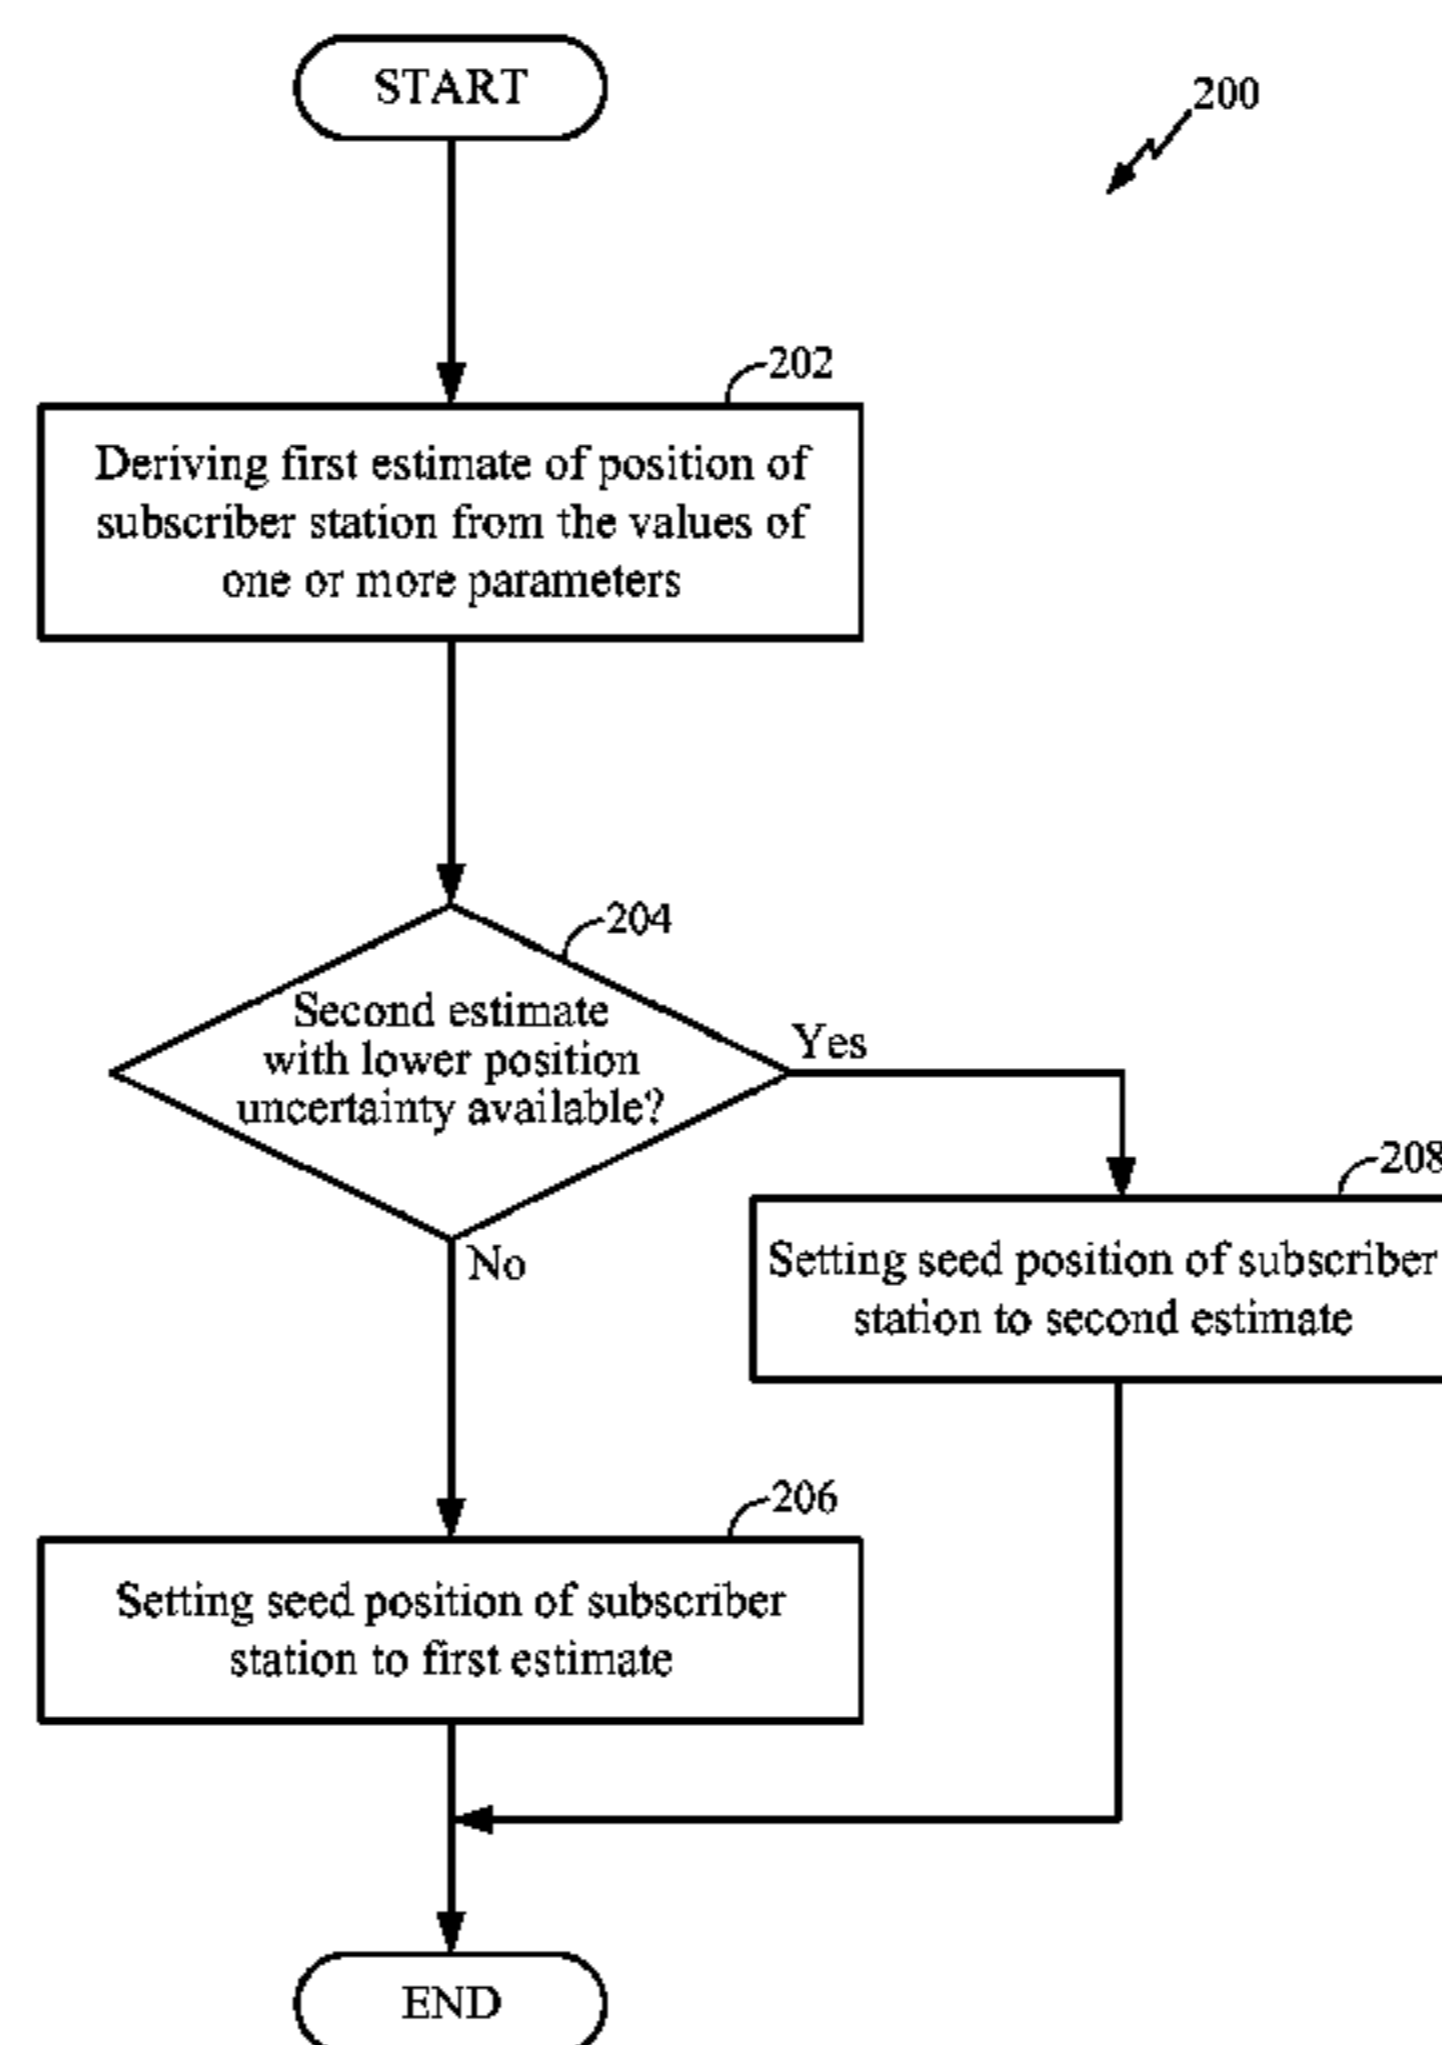 START
200
202
Deriving first estimate of position of
subscriber station from the values of
one or more parameters
204
Second estimate
with lower position
uncertainty available?
Yes
No
208
Setting seed position of subscriber
station to second estimate
206
Setting seed position of subscriber
station to first estimate
END